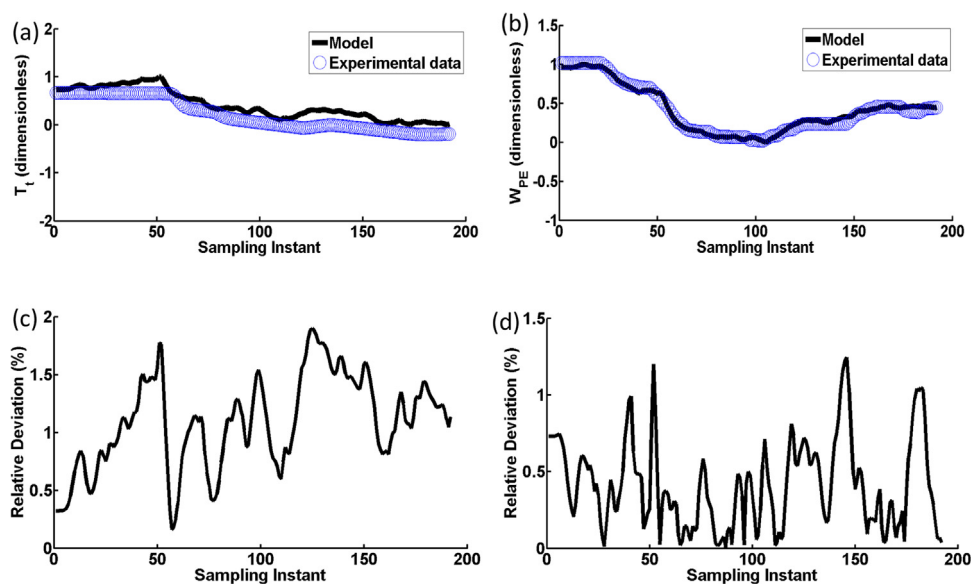 (a)
Model
Experimental data
T_t (dimensionless)
2
1
0
-1
-2
0 50 100 150 200
Sampling Instant
(b)
Model
Experimental data
W_PE (dimensionless)
1.5
1
0.5
0
-0.5
-1
0 50 100 150 200
Sampling Instant
(c)
Relative Deviation (%)
2
1.5
1
0.5
0
0 50 100 150 200
Sampling Instant
(d)
Relative Deviation (%)
1.5
1
0.5
0
0 50 100 150 200
Sampling Instant